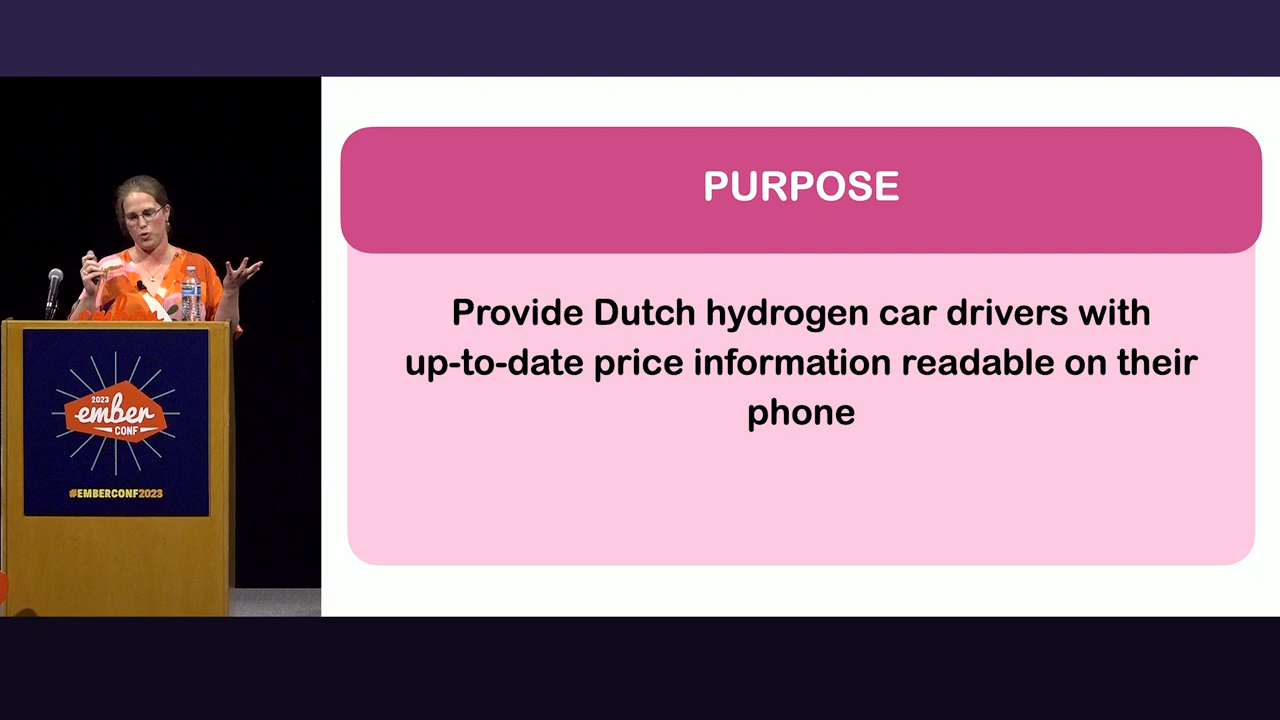 PURPOSE
Provide Dutch hydrogen car drivers with
up-to-date price information readable on their
phone
2023
ember
CONF
#EMBERCONF2023